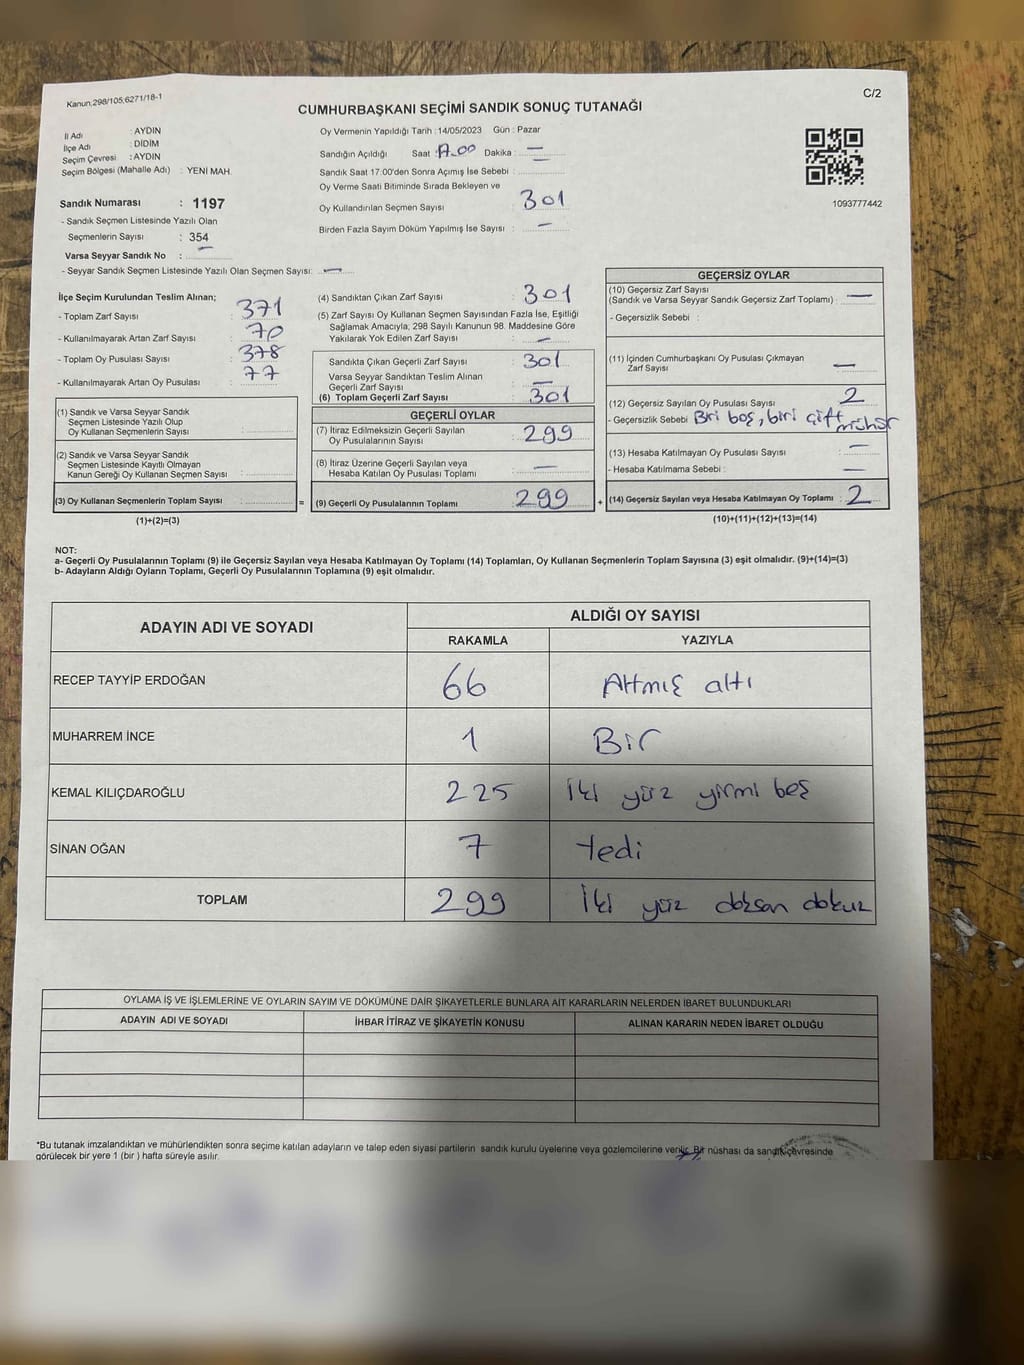 Kanun,298/105,6271/18-1
C/2
CUMHURBAŞKANI SEÇİMİ SANDIK SONUÇ TUTANAĞI
İl Adı : AYDIN
İlçe Adı : DİDİM
Seçim Çevresi : AYDIN
Seçim Bölgesi (Mahalle Adı) : YENİ MAH.
Sandık Numarası : 1197
- Sandık Seçmen Listesinde Yazılı Olan
Seçmenlerin Sayısı : 354
Varsa Seyyar Sandık No : —
- Seyyar Sandık Seçmen Listesinde Yazılı Olan Seçmen Sayısı: —
Oy Vermenin Yapıldığı Tarih : 14/05/2023 Gün : Pazar
Sandığın Açıldığı Saat : 17.00 Dakika : —
Sandık Saat 17.00'den Sonra Açımış İse Sebebi : —
Oy Verme Saati Bitiminde Sırada Bekleyen ve
Oy Kullandırılan Seçmen Sayısı 301
Birden Fazla Sayım Döküm Yapılmış İse Sayısı : —
1093777442
İlçe Seçim Kurulundan Teslim Alınan;
- Toplam Zarf Sayısı : 371
- Kullanılmayarak Artan Zarf Sayısı : 70
- Toplam Oy Pusulası Sayısı : 378
- Kullanılmayarak Artan Oy Pusulası : 77
(1) Sandık ve Varsa Seyyar Sandık
Seçmen Listesinde Yazılı Olup
Oy Kullanan Seçmenlerin Sayısı :
(2) Sandık ve Varsa Seyyar Sandık
Seçmen Listesinde Kayıtlı Olmayan
Kanun Gereği Oy Kullanan Seçmen Sayısı :
(3) Oy Kullanan Seçmenlerin Toplam Sayısı : =
(1)+(2)=(3)
(4) Sandıktan Çıkan Zarf Sayısı : 301
(5) Zarf Sayısı Oy Kullanan Seçmen Sayısından Fazla İse, Eşitliği
Sağlamak Amacıyla; 298 Sayılı Kanunun 98. Maddesine Göre
Yakılarak Yok Edilen Zarf Sayısı : —
Sandıkta Çıkan Geçerli Zarf Sayısı : 301
Varsa Seyyar Sandıktan Teslim Alınan
Geçerli Zarf Sayısı : —
(6) Toplam Geçerli Zarf Sayısı : 301
GEÇERLİ OYLAR
(7) İtiraz Edilmeksizin Geçerli Sayılan
Oy Pusulalarının Sayısı : 299
(8) İtiraz Üzerine Geçerli Sayılan veya
Hesaba Katılan Oy Pusulası Toplamı : —
(9) Geçerli Oy Pusulalarının Toplamı : 299 +
GEÇERSİZ OYLAR
(10) Geçersiz Zarf Sayısı
(Sandık ve Varsa Seyyar Sandık Geçersiz Zarf Toplamı) : —
- Geçersizlik Sebebi :
(11) İçinden Cumhurbaşkanı Oy Pusulası Çıkmayan
Zarf Sayısı : —
(12) Geçersiz Sayılan Oy Pusulası Sayısı : 2
- Geçersizlik Sebebi : Biri boş, biri çift mühür
(13) Hesaba Katılmayan Oy Pusulası Sayısı : —
- Hesaba Katılmama Sebebi : —
(14) Geçersiz Sayılan veya Hesaba Katılmayan Oy Toplamı : 2
(10)+(11)+(12)+(13)=(14)
NOT:
a- Geçerli Oy Pusulalarının Toplamı (9) ile Geçersiz Sayılan veya Hesaba Katılmayan Oy Toplamı (14) Toplamları, Oy Kullanan Seçmenlerin Toplam Sayısına (3) eşit olmalıdır. (9)+(14)=(3)
b- Adayların Aldığı Oyların Toplamı, Geçerli Oy Pusulalarının Toplamına (9) eşit olmalıdır.
ADAYIN ADI VE SOYADI
ALDIĞI OY SAYISI
RAKAMLA YAZIYLA
RECEP TAYYİP ERDOĞAN 66 Altmış altı
MUHARREM İNCE 1 Bir
KEMAL KILIÇDAROĞLU 225 İki yüz yirmi beş
SİNAN OĞAN 7 Yedi
TOPLAM 299 İki yüz doksan dokuz
OYLAMA İŞ VE İŞLEMLERİNE VE OYLARIN SAYIM VE DÖKÜMÜNE DAİR ŞİKAYETLERLE BUNLARA AİT KARARLARIN NELERDEN İBARET BULUNDUKLARI
ADAYIN ADI VE SOYADI İHBAR İTİRAZ VE ŞİKAYETİN KONUSU ALINAN KARARIN NEDEN İBARET OLDUĞU
*Bu tutanak imzalandıktan ve mühürlendikten sonra seçime katılan adayların ve talep eden siyasi partilerin sandık kurulu üyelerine veya gözlemcilerine verilir. Bir nüshası da sandık çevresinde
görülecek bir yere 1 (bir ) hafta süreyle asılır.